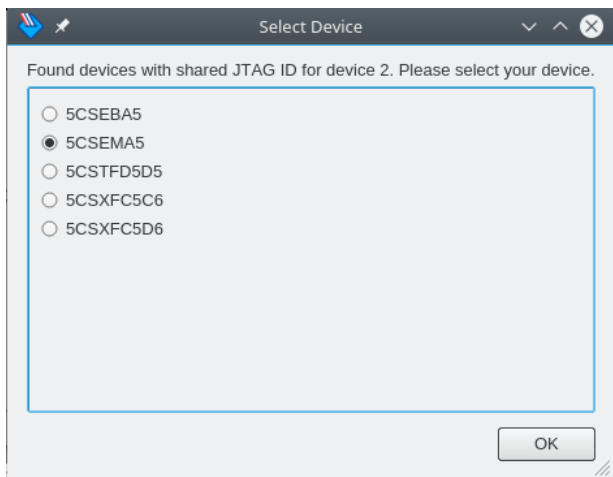 Select Device
Found devices with shared JTAG ID for device 2. Please select your device.
5CSEBA5
5CSEMA5
5CSTFD5D5
5CSXFC5C6
5CSXFC5D6
OK